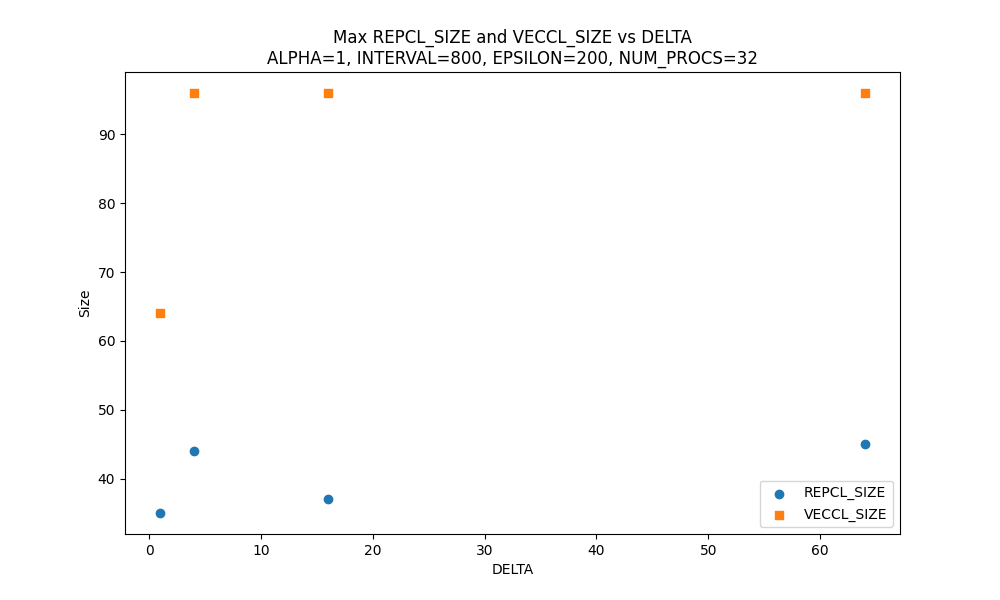 Max REPCL_SIZE and VECCL_SIZE vs DELTA
ALPHA=1, INTERVAL=800, EPSILON=200, NUM_PROCS=32
Size
90
80
70
60
50
40
0 10 20 30 40 50 60
DELTA
REPCL_SIZE
VECCL_SIZE